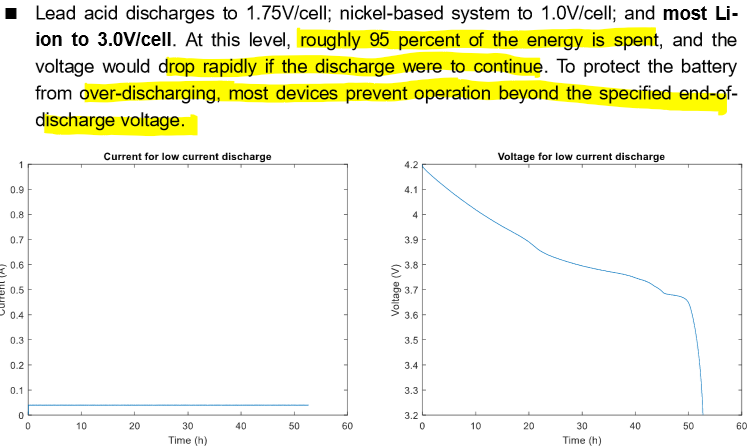 ■ Lead acid discharges to 1.75V/cell; nickel-based system to 1.0V/cell; and most Li-
ion to 3.0V/cell. At this level, roughly 95 percent of the energy is spent, and the
voltage would drop rapidly if the discharge were to continue. To protect the battery
from over-discharging, most devices prevent operation beyond the specified end-of-
discharge voltage.
Current for low current discharge
1
0.9
0.8
0.7
0.6
0.5
0.4
0.3
0.2
0.1
0
Current (A)
0 10 20 30 40 50 60
Time (h)
Voltage for low current discharge
4.2
4.1
4
3.9
3.8
3.7
3.6
3.5
3.4
3.3
3.2
Voltage (V)
0 10 20 30 40 50 60
Time (h)